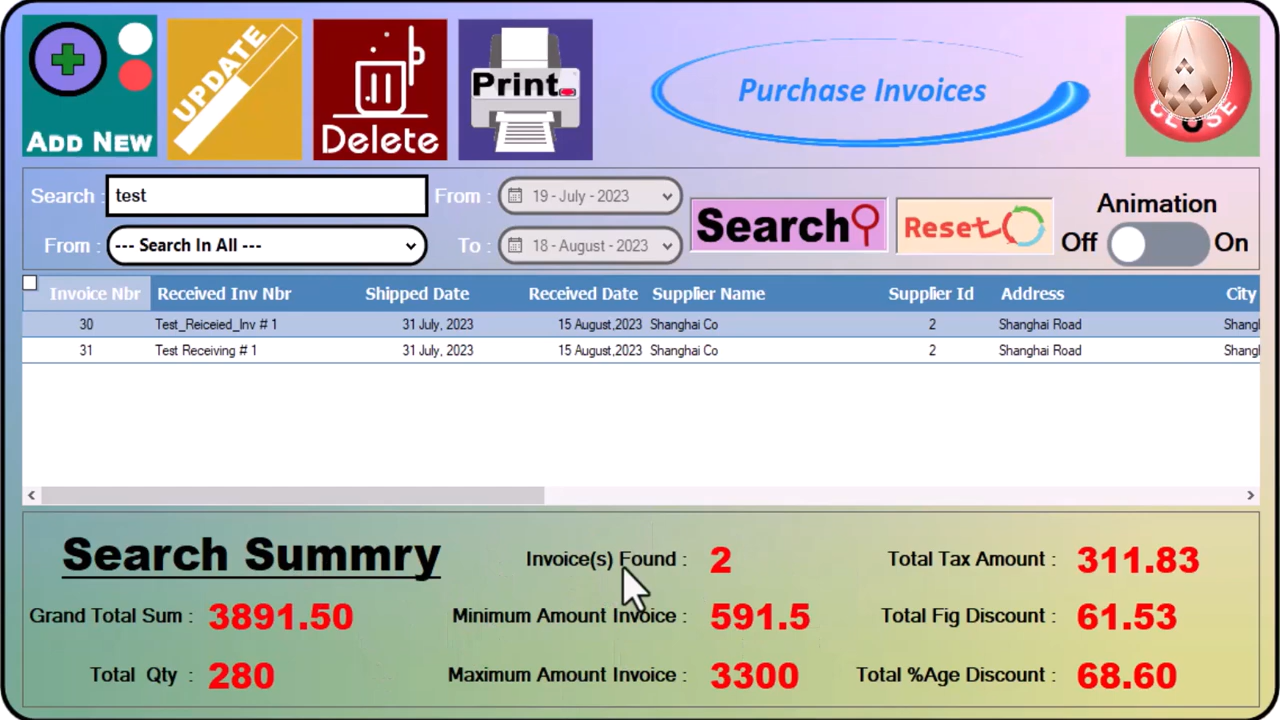 ADD NEW
UPDATE
Delete
Print
Purchase Invoices
CLOSE
Search :
test
From :
19 - July - 2023
Search
Reset
Animation
From :
--- Search In All ---
To :
18 - August - 2023
Off
On
Invoice Nbr Received Inv Nbr Shipped Date Received Date Supplier Name Supplier Id Address City
30 Test_Reiceied_Inv # 1 31 July, 2023 15 August,2023 Shanghai Co 2 Shanghai Road Shang
31 Test Receiving # 1 31 July, 2023 15 August,2023 Shanghai Co 2 Shanghai Road Shang
Search Summry
Invoice(s) Found : 2
Total Tax Amount : 311.83
Grand Total Sum : 3891.50
Minimum Amount Invoice : 591.5
Total Fig Discount : 61.53
Total Qty : 280
Maximum Amount Invoice : 3300
Total %Age Discount : 68.60